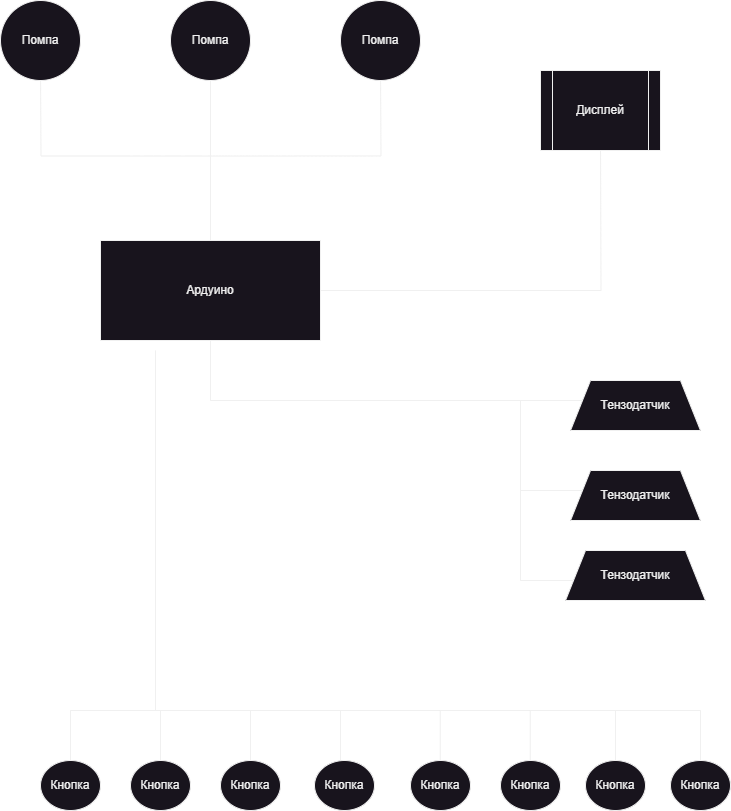 Помпа
Помпа
Помпа
Дисплей
Ардуино
Тензодатчик
Тензодатчик
Тензодатчик
Кнопка
Кнопка
Кнопка
Кнопка
Кнопка
Кнопка
Кнопка
Кнопка